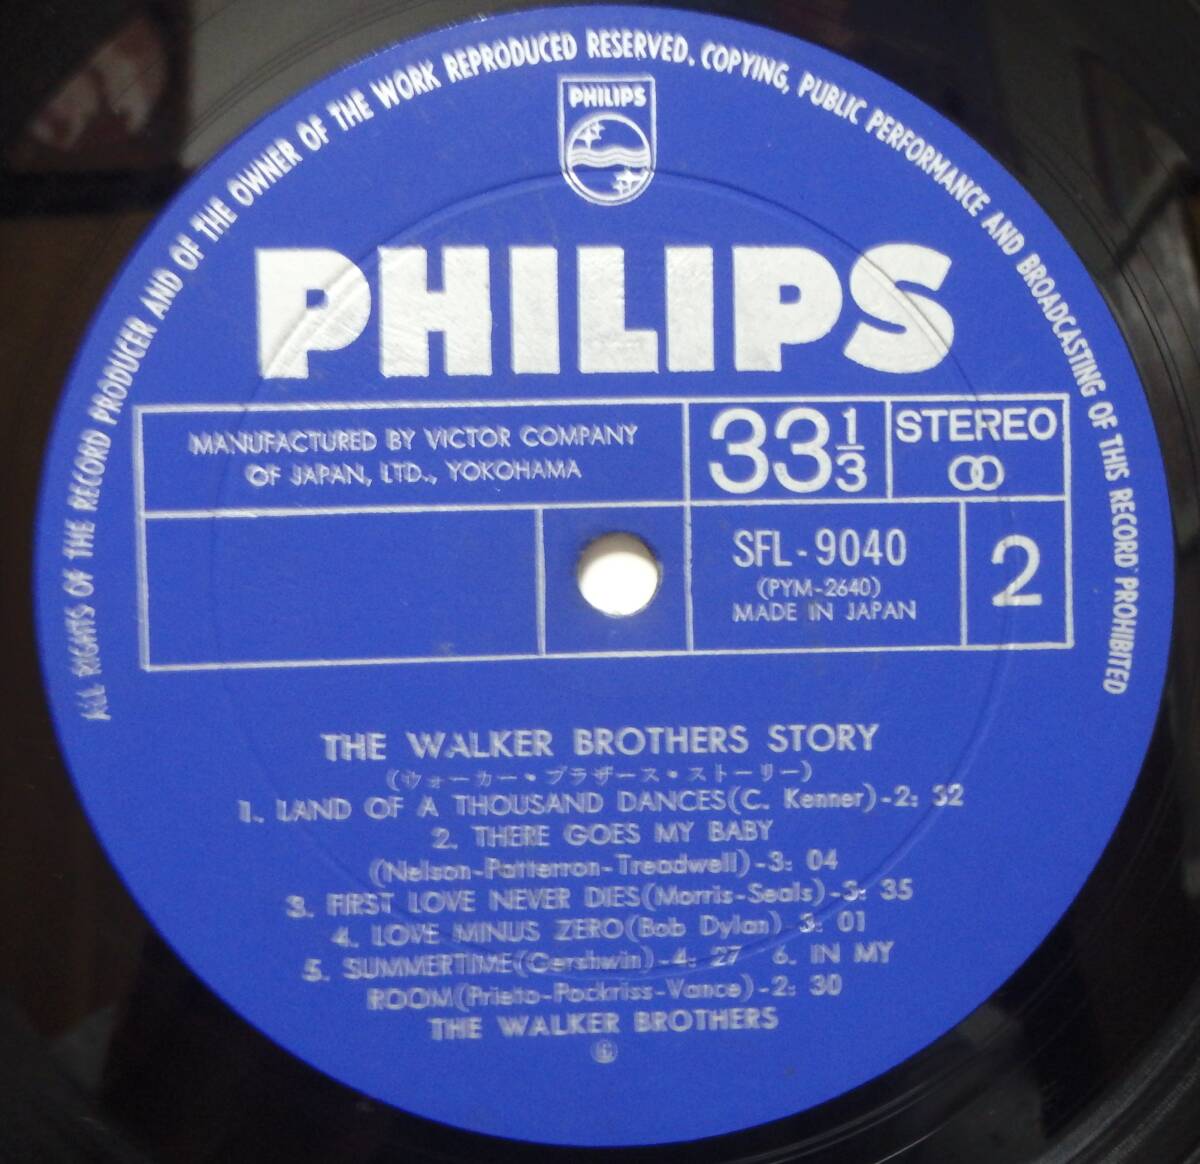 ALL RIGHTS OF THE RECORD PRODUCER AND OF THE OWNER OF THE WORK REPRODUCED RESERVED. COPYING, PUBLIC PERFORMANCE AND BROADCASTING OF THIS RECORD PROHIBITED
PHILIPS
PHILIPS
MANUFACTURED BY VICTOR COMPANY
OF JAPAN, LTD., YOKOHAMA
33 1/3
STEREO
SFL-9040
(PYM-2640)
MADE IN JAPAN
2
THE WALKER BROTHERS STORY
(ウォーカー・ブラザース・ストーリー)
1. LAND OF A THOUSAND DANCES(C. Kenner)-2: 32
2. THERE GOES MY BABY
(Nelson-Patterron-Treadwell)-3: 04
3. FIRST LOVE NEVER DIES(Morris-Seals)-3: 35
4. LOVE MINUS ZERO(Bob Dylan)-3: 01
5. SUMMERTIME(Gershwin)-4: 27 6. IN MY
ROOM(Prieto-Pockriss-Vance)-2: 30
THE WALKER BROTHERS